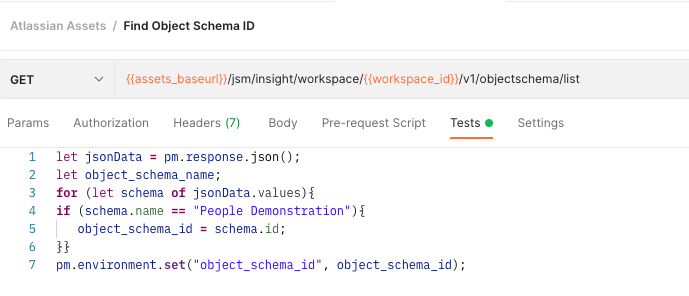 Atlassian Assets / Find Object Schema ID
GET {{assets_baseurl}}/jsm/insight/workspace/{{workspace_id}}/v1/objectschema/list
Params Authorization Headers (7) Body Pre-request Script Tests Settings
1 let jsonData = pm.response.json();
2 let object_schema_name;
3 for (let schema of jsonData.values){
4 if (schema.name == "People Demonstration"){
5 object_schema_id = schema.id;
6 }}
7 pm.environment.set("object_schema_id", object_schema_id);